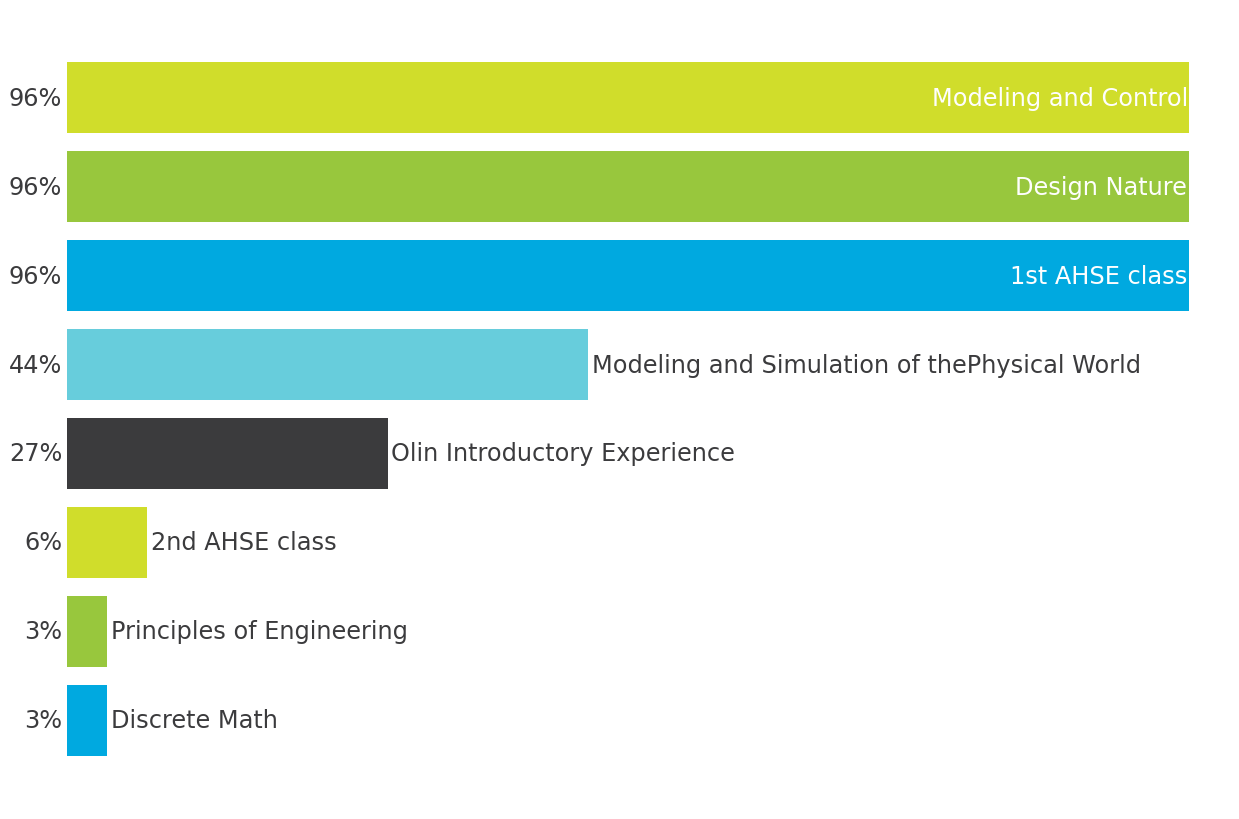 96% Modeling and Control
96% Design Nature
96% 1st AHSE class
44% Modeling and Simulation of thePhysical World
27% Olin Introductory Experience
6% 2nd AHSE class
3% Principles of Engineering
3% Discrete Math